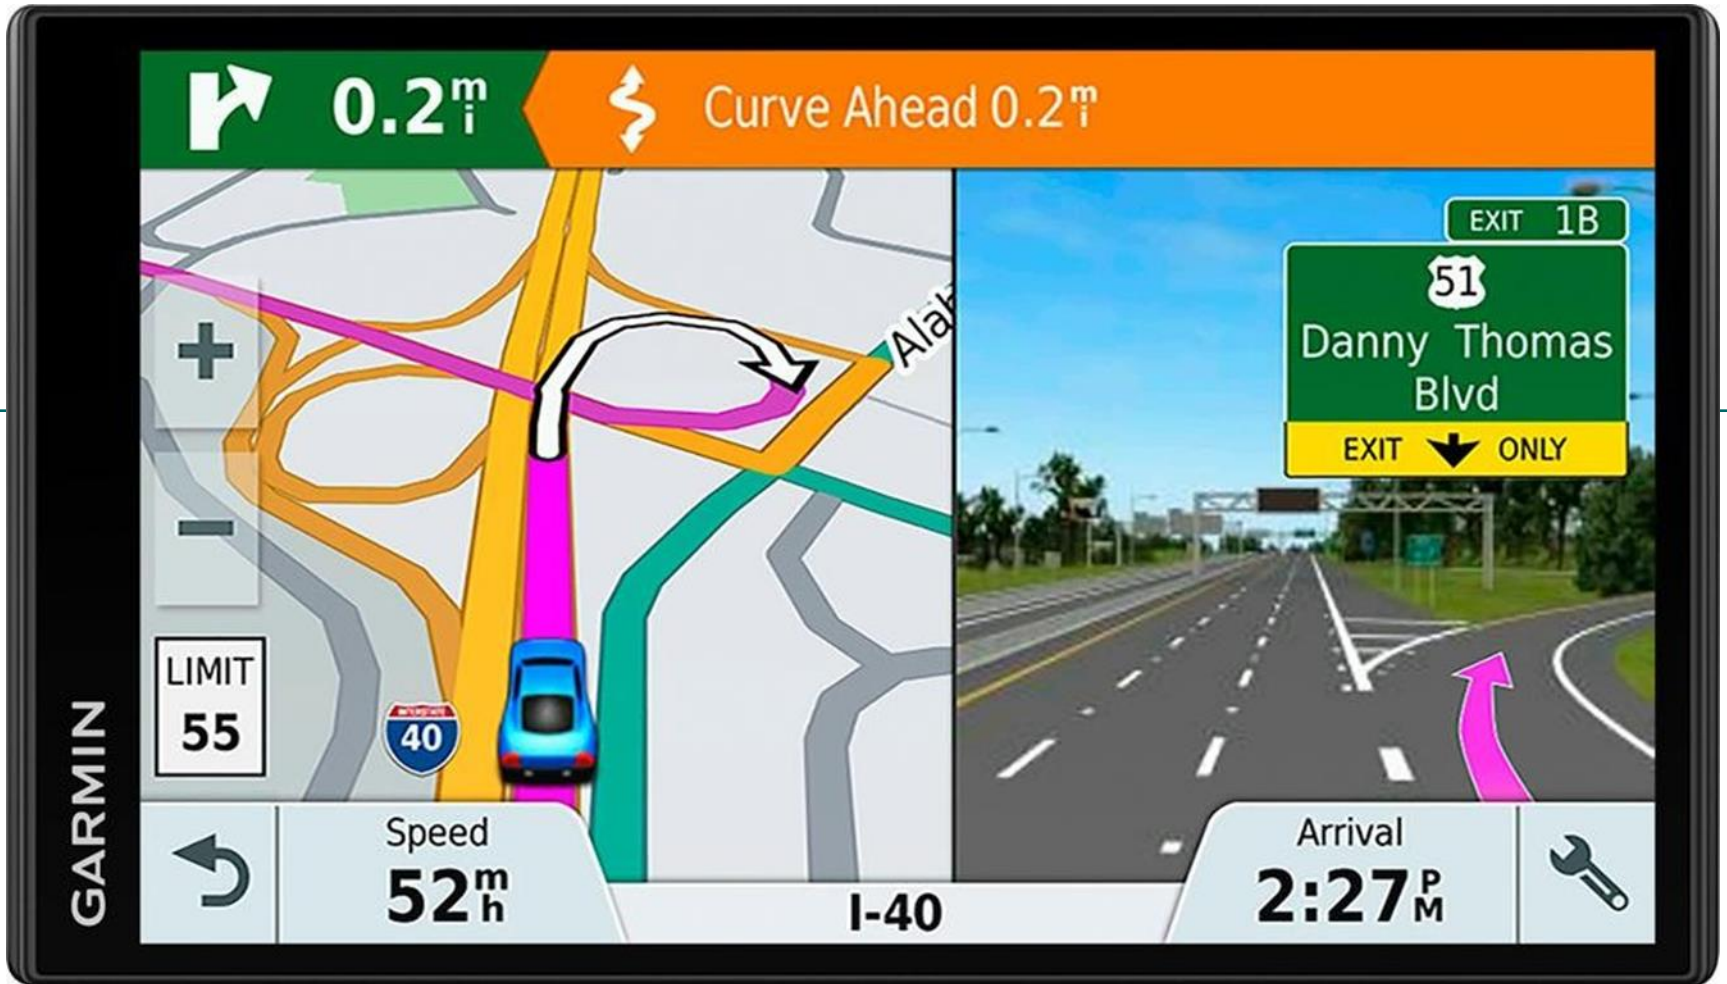 0.2 mi
Curve Ahead 0.2 mi
EXIT 1B
51
Danny Thomas
Blvd
EXIT ONLY
Alab
LIMIT
55
INTERSTATE
40
GARMIN
Speed
52 mh
I-40
Arrival
2:27 PM